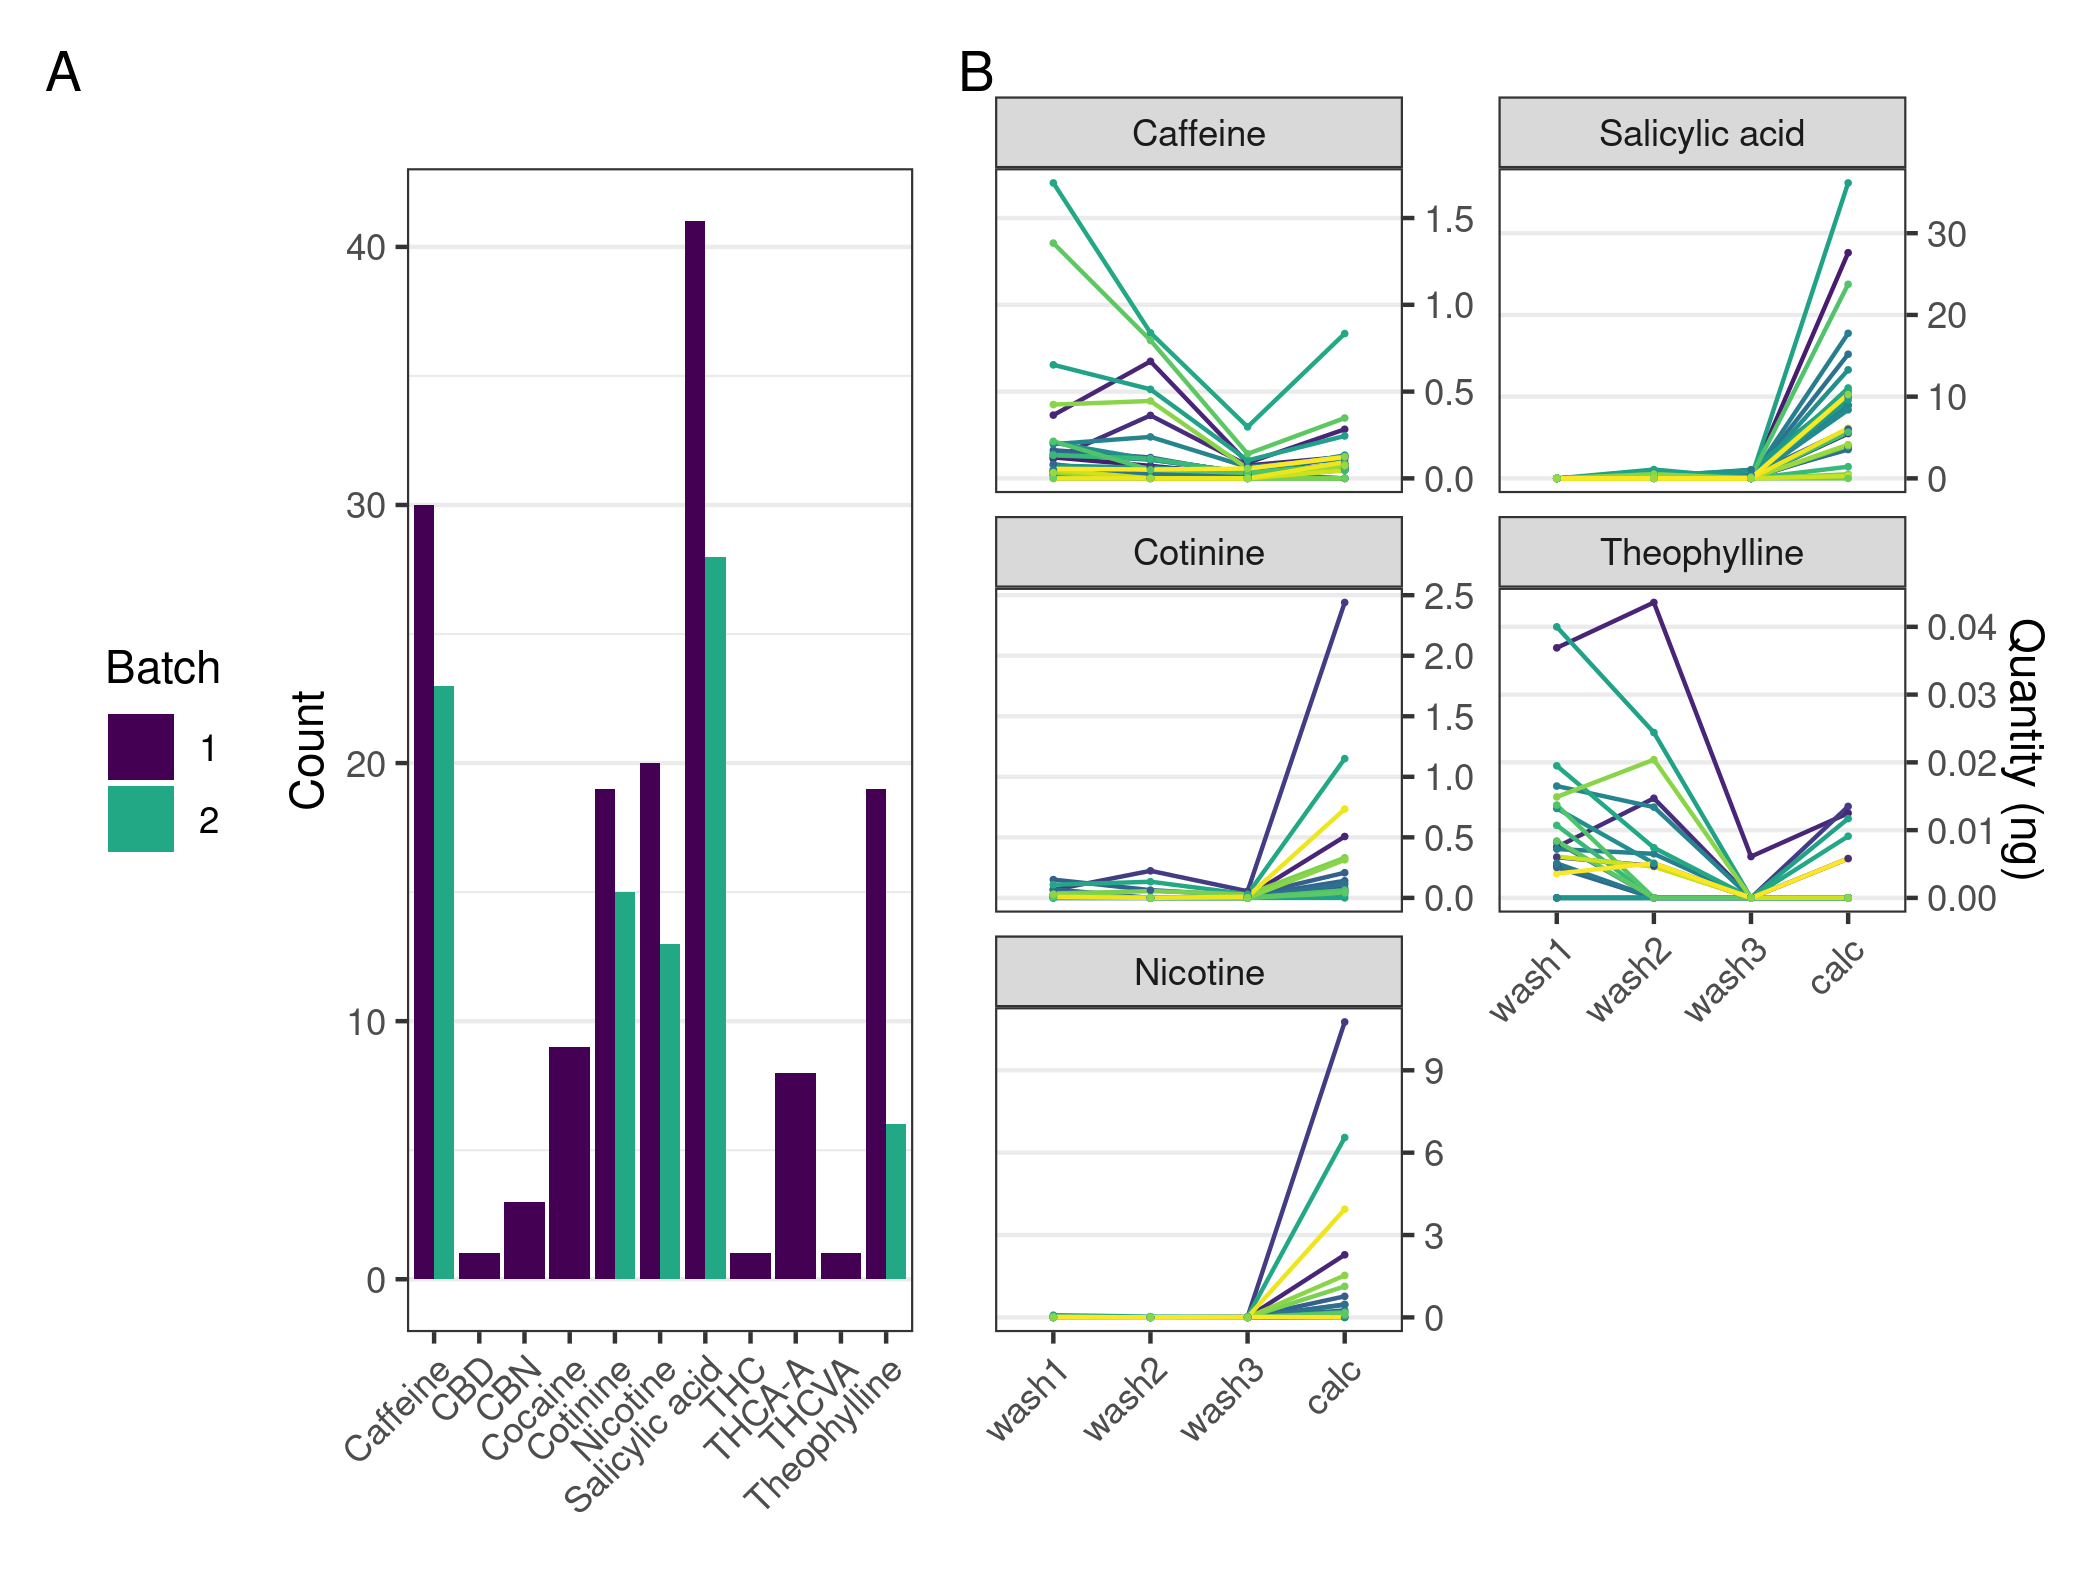 A
Batch
1
2
Count
40
30
20
10
0
Caffeine
CBD
CBN
Cocaine
Cotinine
Nicotine
Salicylic acid
THC
THCA-A
THCVA
Theophylline
B
Caffeine
1.5
1.0
0.5
0.0
Salicylic acid
30
20
10
0
Cotinine
2.5
2.0
1.5
1.0
0.5
0.0
Theophylline
0.04
0.03
0.02
0.01
0.00
wash1
wash2
wash3
calc
Nicotine
9
6
3
0
wash1
wash2
wash3
calc
Quantity (ng)